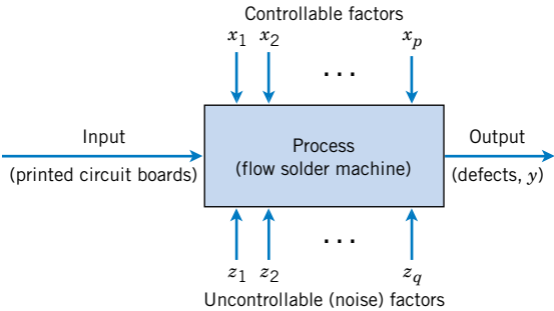 Controllable factors
x1 x2 xp
. . .
Input
(printed circuit boards)
Process
(flow solder machine)
Output
(defects, y)
. . .
z1 z2 zq
Uncontrollable (noise) factors